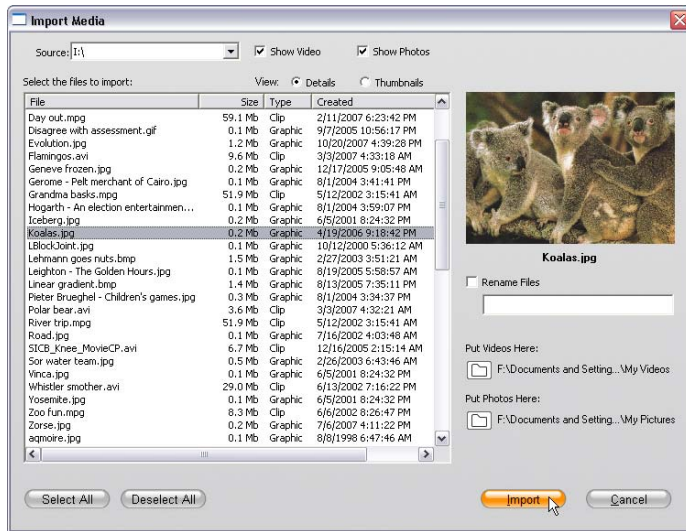 Import Media
Source: I:\ Show Video Show Photos
Select the files to import: View: Details Thumbnails
File Size Type Created
Day out.mpg 59.1 Mb Clip 2/11/2007 6:23:42 PM
Disagree with assessment.gif 0.1 Mb Graphic 9/7/2005 10:56:17 PM
Evolution.jpg 1.2 Mb Graphic 10/20/2007 4:39:28 PM
Flamingos.avi 9.6 Mb Clip 3/3/2007 4:33:18 AM
Geneve frozen.jpg 0.2 Mb Graphic 12/17/2005 9:05:48 AM
Gerome - Pelt merchant of Cairo.jpg 0.1 Mb Graphic 8/1/2004 3:41:41 PM
Grandma basks.mpg 51.9 Mb Clip 5/12/2002 3:15:41 AM
Hogarth - An election entertainmen... 0.1 Mb Graphic 8/1/2004 3:59:07 PM
Iceberg.jpg 0.2 Mb Graphic 6/5/2001 8:24:32 PM
Koalas.jpg 0.2 Mb Graphic 4/19/2006 9:18:42 PM
LBlockJoint.jpg 0.1 Mb Graphic 10/12/2000 5:36:12 AM
Lehmann goes nuts.bmp 1.5 Mb Graphic 2/27/2003 3:51:21 AM
Leighton - The Golden Hours.jpg 0.1 Mb Graphic 8/19/2005 5:58:57 AM
Linear gradient.bmp 1.4 Mb Graphic 8/13/2005 7:35:11 PM
Pieter Brueghel - Children's games.jpg 0.3 Mb Graphic 8/1/2004 3:34:37 PM
Polar bear.avi 3.6 Mb Clip 3/3/2007 4:32:21 AM
River trip.mpg 51.9 Mb Clip 5/12/2002 3:15:41 AM
Road.jpg 0.1 Mb Graphic 7/16/2002 4:03:48 AM
SICB_Knee_MovieCP.avi 6.7 Mb Clip 12/16/2005 2:15:14 AM
Sor water team.jpg 0.5 Mb Graphic 2/26/2003 6:43:46 AM
Vinca.jpg 0.1 Mb Graphic 6/5/2001 8:24:32 PM
Whistler smother.avi 29.0 Mb Clip 6/13/2002 7:16:22 PM
Yosemite.jpg 0.1 Mb Graphic 6/5/2001 8:24:32 PM
Zoo fun.mpg 8.3 Mb Clip 6/6/2002 8:26:47 PM
Zorse.jpg 0.2 Mb Graphic 7/6/2007 4:11:22 PM
aqmoire.jpg 0.1 Mb Graphic 8/8/1998 6:47:46 AM
Koalas.jpg
Rename Files
Put Videos Here:
F:\Documents and Setting...\My Videos
Put Photos Here:
F:\Documents and Setting...\My Pictures
Select All Deselect All Import Cancel